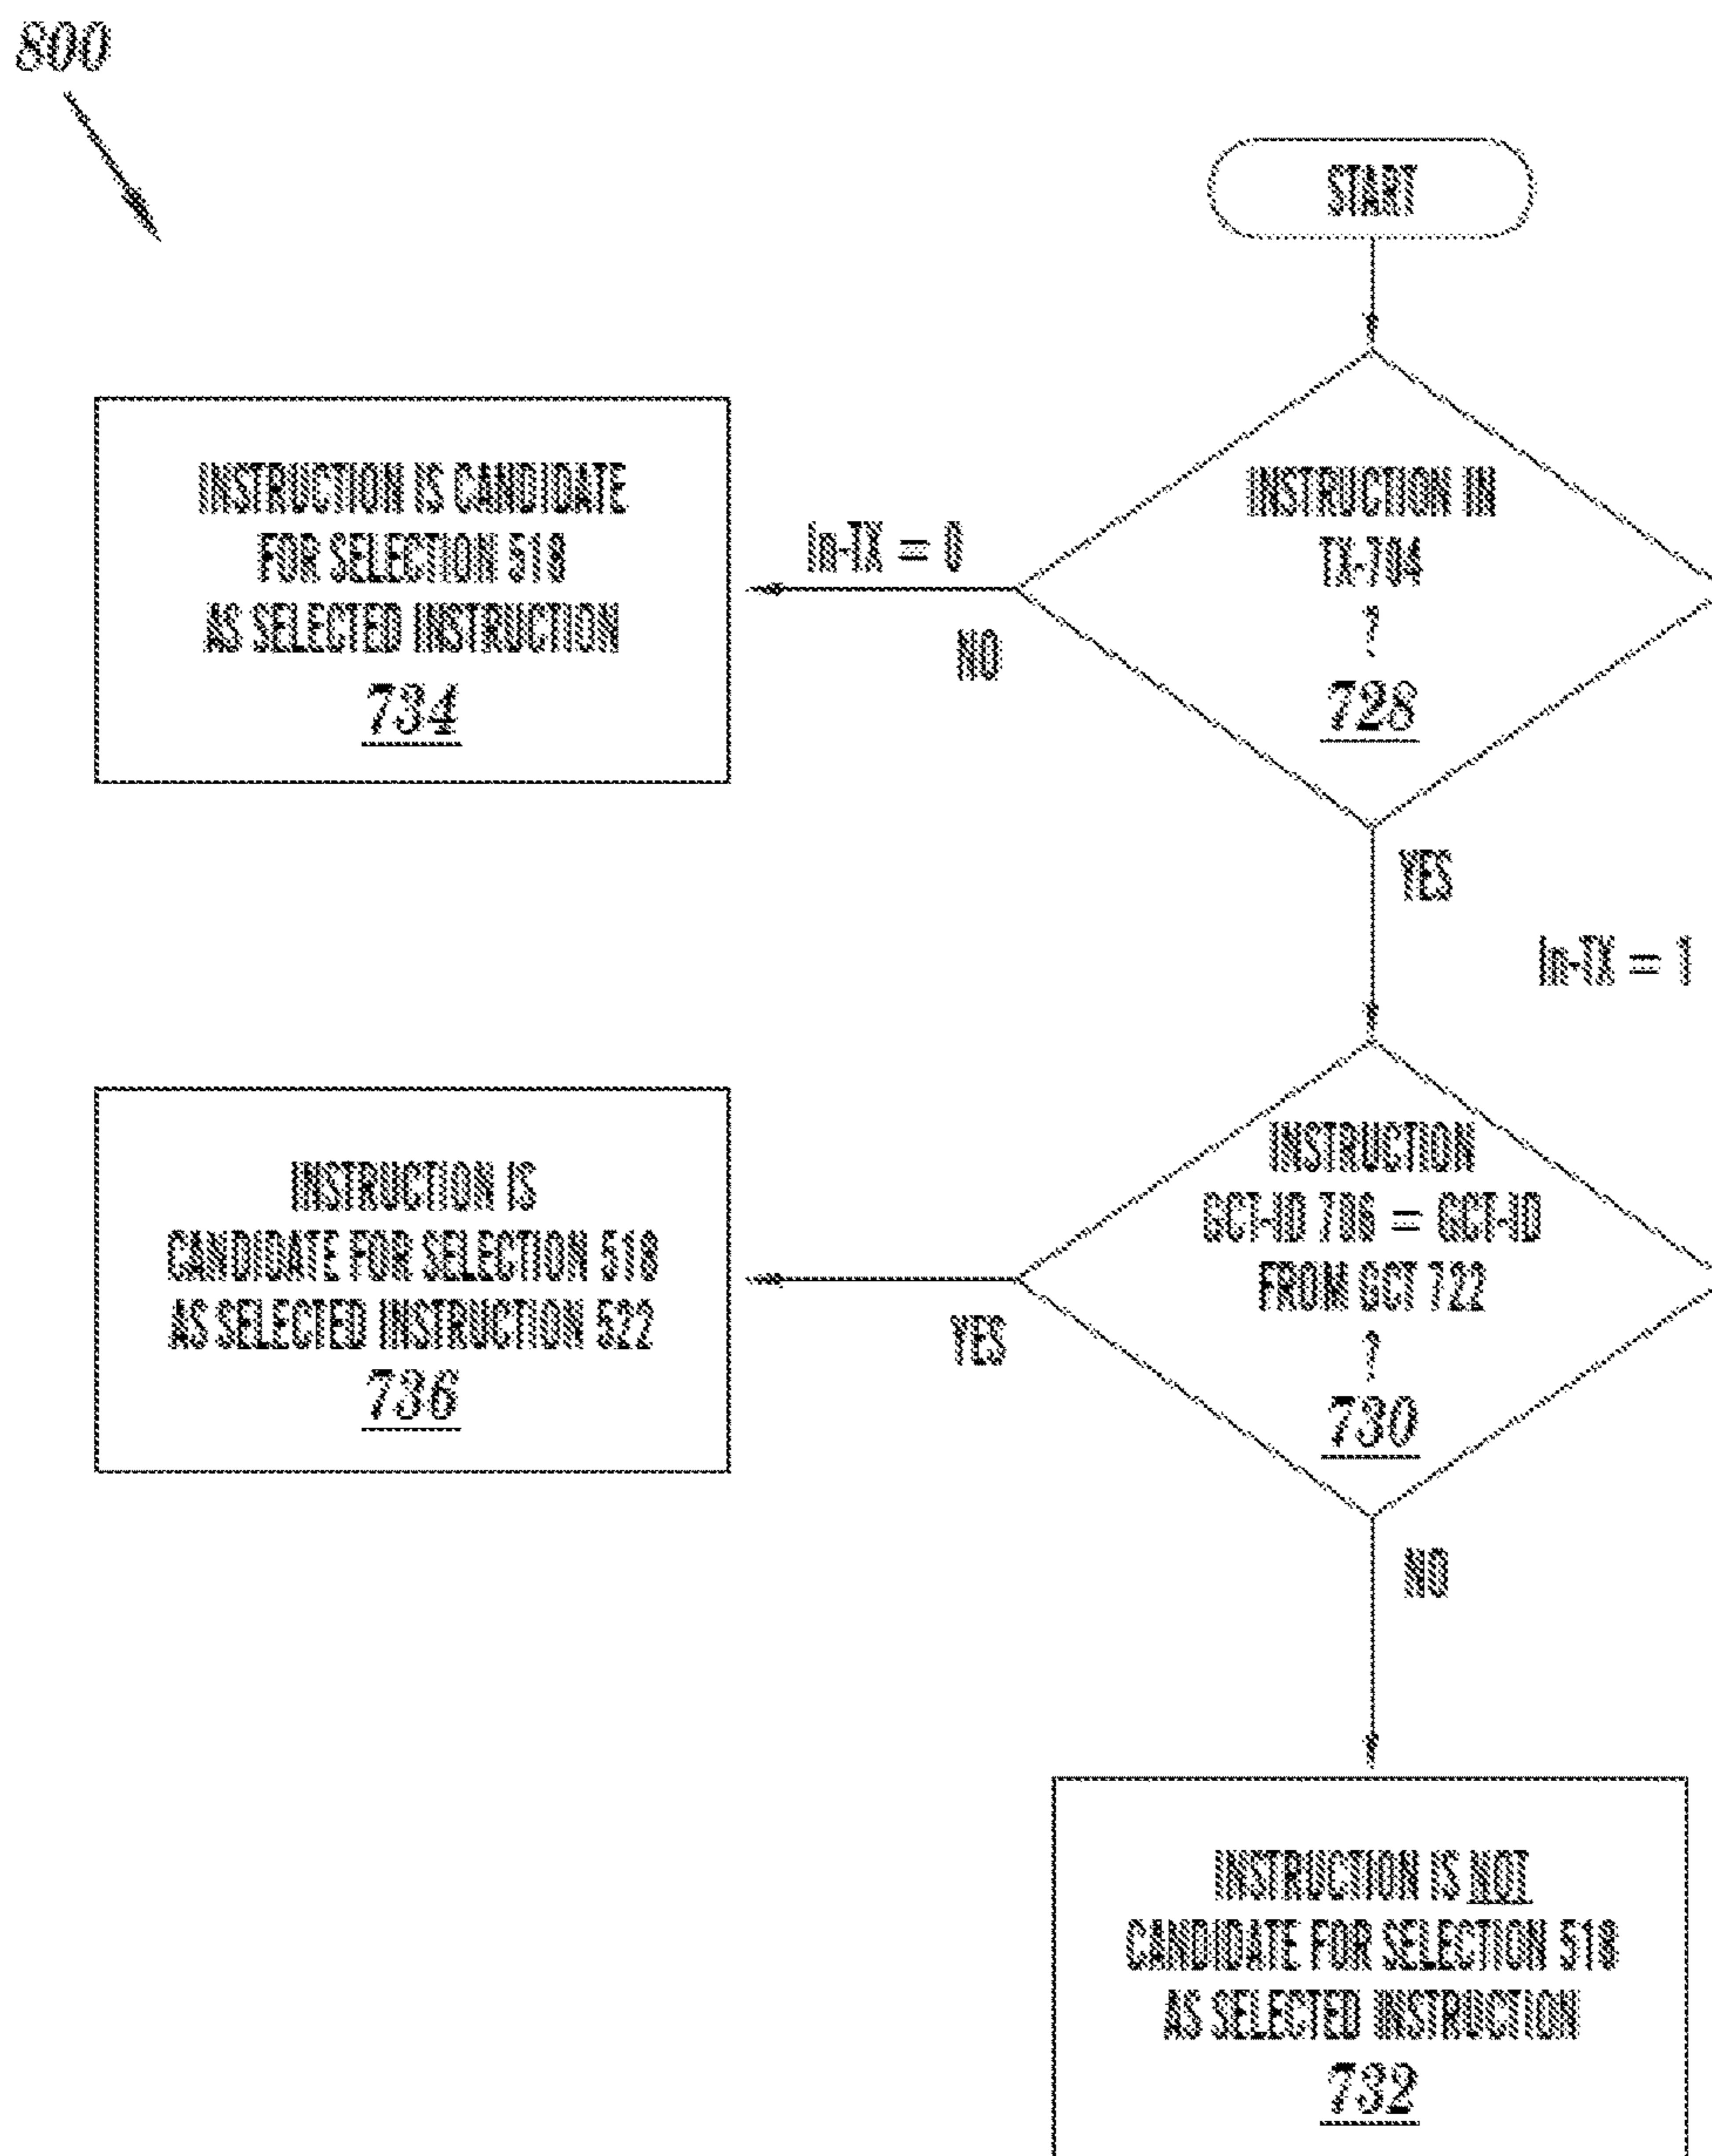 800
START
INSTRUCTION IN
TX-704
?
728
In-TX = 0
NO
INSTRUCTION IS CANDIDATE
FOR SELECTION 518
AS SELECTED INSTRUCTION
734
YES
In-TX = 1
INSTRUCTION
GCT-ID 706 = GCT-ID
FROM GCT 722
?
730
YES
INSTRUCTION IS
CANDIDATE FOR SELECTION 518
AS SELECTED INSTRUCTION 522
736
NO
INSTRUCTION IS NOT
CANDIDATE FOR SELECTION 518
AS SELECTED INSTRUCTION
732